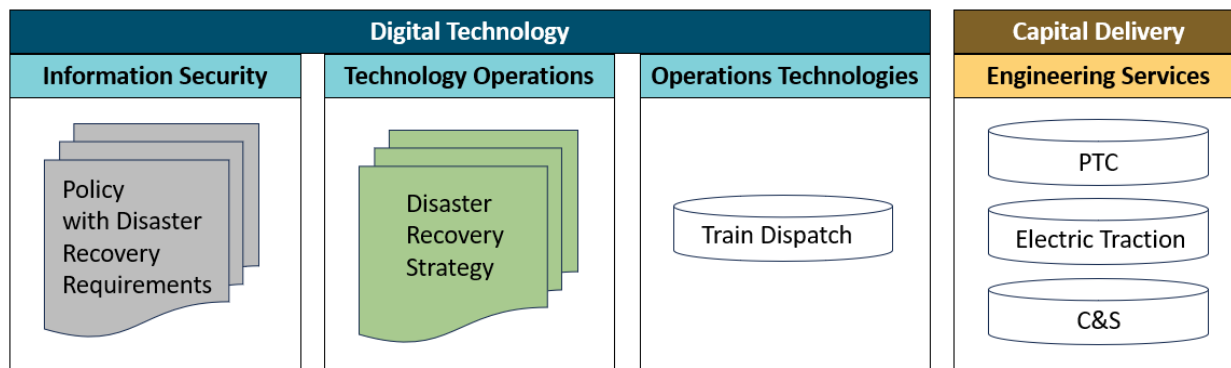 Digital Technology
Capital Delivery
Information Security
Technology Operations
Operations Technologies
Engineering Services
Policy
with Disaster
Recovery
Requirements
Disaster
Recovery
Strategy
Train Dispatch
PTC
Electric Traction
C&S